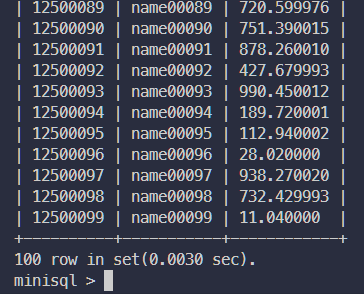 | 12500089 | name00089 | 720.599976 |
| 12500090 | name00090 | 751.390015 |
| 12500091 | name00091 | 878.260010 |
| 12500092 | name00092 | 427.679993 |
| 12500093 | name00093 | 990.450012 |
| 12500094 | name00094 | 189.720001 |
| 12500095 | name00095 | 112.940002 |
| 12500096 | name00096 | 28.020000  |
| 12500097 | name00097 | 938.270020 |
| 12500098 | name00098 | 732.429993 |
| 12500099 | name00099 | 11.040000  |
+----------+-----------+------------+
100 row in set(0.0030 sec).
minisql >